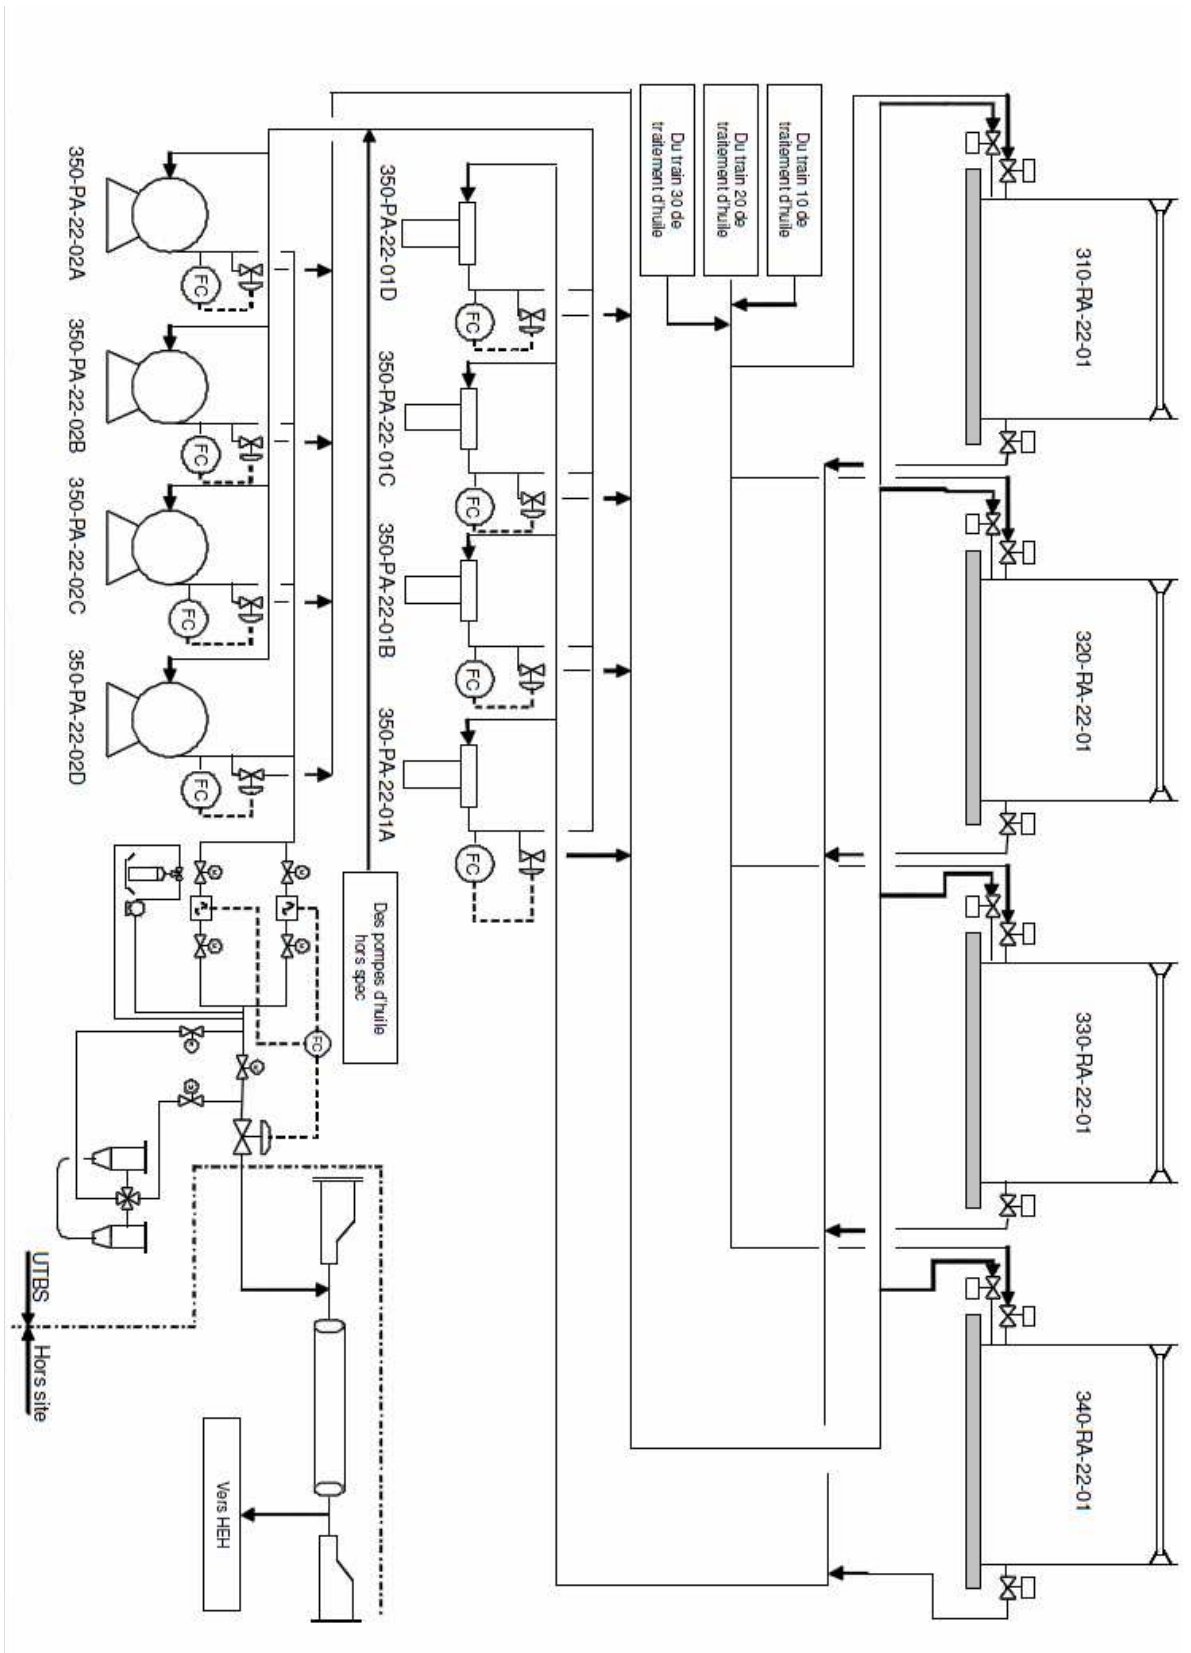 310-RA-22-01
320-RA-22-01
330-RA-22-01
340-RA-22-01
Du train 10 de
traitement d'huile
Du train 20 de
traitement d'huile
Du train 30 de
traitement d'huile
FC
FC
FC
FC
350-PA-22-01D
350-PA-22-01C
350-PA-22-01B
350-PA-22-01A
Des pompes d'huile
hors spec
FC
FC
FC
FC
FC
350-PA-22-02A
350-PA-22-02B
350-PA-22-02C
350-PA-22-02D
Vers HEH
UTBS
Hors site